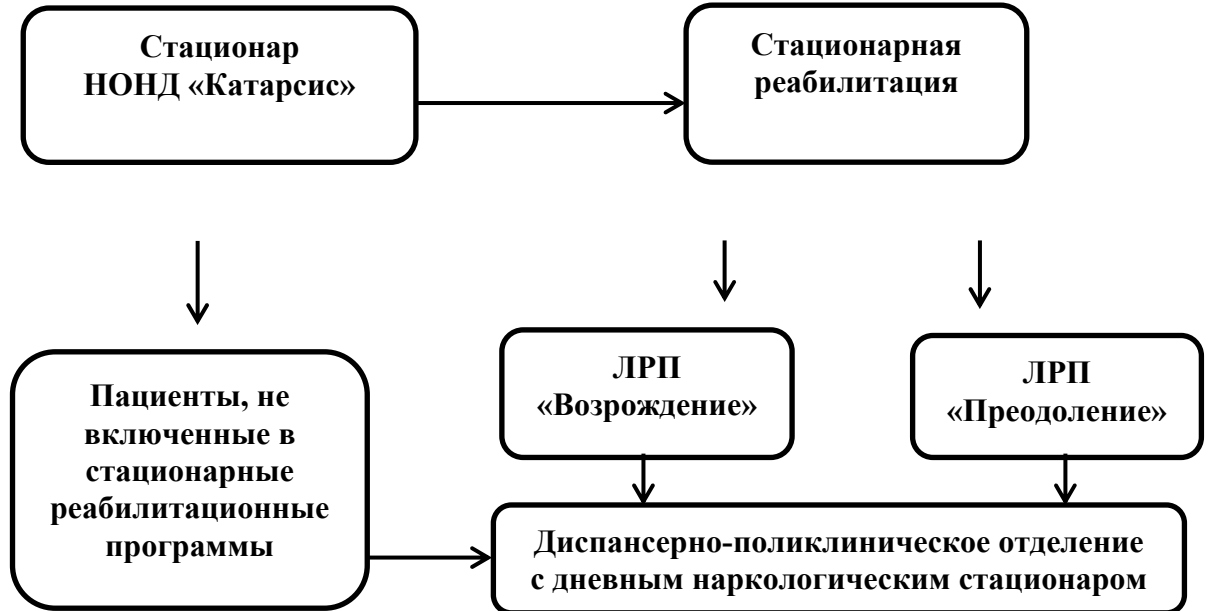 Стационар
НОНД «Катарсис»
Стационарная
реабилитация
Пациенты, не
включенные в
стационарные
реабилитационные
программы
ЛРП
«Возрождение»
ЛРП
«Преодоление»
Диспансерно-поликлиническое отделение
с дневным наркологическим стационаром